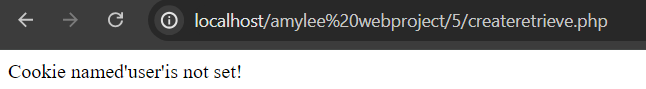 localhost/amylee%20webproject/5/createretrieve.php
Cookie named'user'is not set!